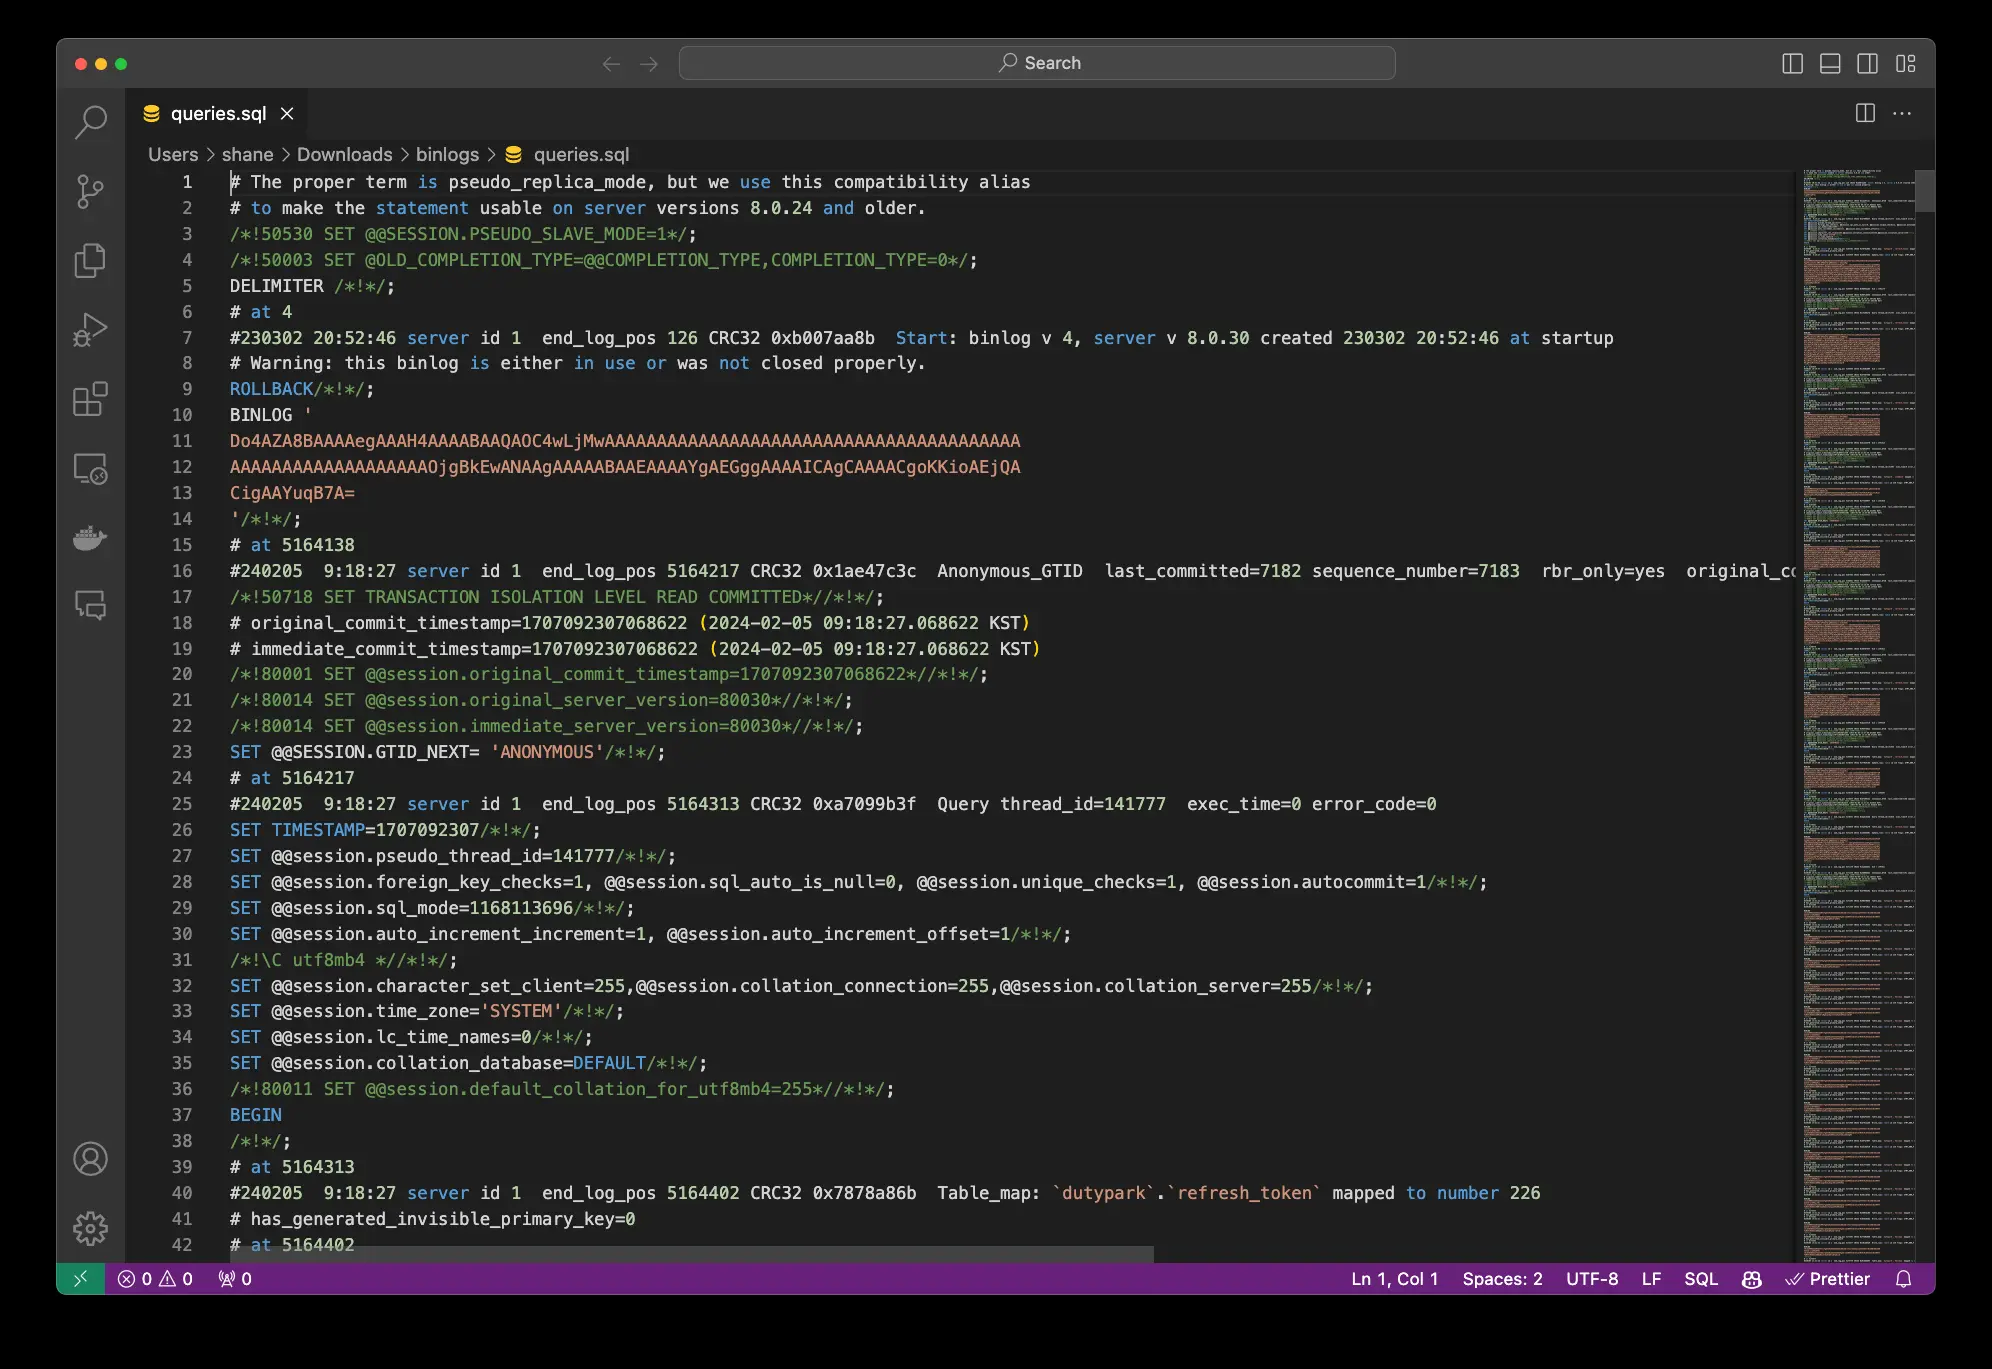 Search
queries.sql
Users > shane > Downloads > binlogs > queries.sql
1 # The proper term is pseudo_replica_mode, but we use this compatibility alias
2 # to make the statement usable on server versions 8.0.24 and older.
3 /*!50530 SET @@SESSION.PSEUDO_SLAVE_MODE=1*/;
4 /*!50003 SET @OLD_COMPLETION_TYPE=@@COMPLETION_TYPE,COMPLETION_TYPE=0*/;
5 DELIMITER /*!*/;
6 # at 4
7 #230302 20:52:46 server id 1  end_log_pos 126 CRC32 0xb007aa8b  Start: binlog v 4, server v 8.0.30 created 230302 20:52:46 at startup
8 # Warning: this binlog is either in use or was not closed properly.
9 ROLLBACK/*!*/;
10 BINLOG '
11 Do4AZA8BAAAAegAAAH4AAAABAAQAOC4wLjMwAAAAAAAAAAAAAAAAAAAAAAAAAAAAAAAAAAAAAAAA
12 AAAAAAAAAAAAAAAAAAAOjgBkEwANAAgAAAAABAAEAAAAYgAEGggAAAAICAgCAAAACgoKKioAEjQA
13 CigAAYuqB7A=
14 '/*!*/;
15 # at 5164138
16 #240205  9:18:27 server id 1  end_log_pos 5164217 CRC32 0x1ae47c3c  Anonymous_GTID  last_committed=7182 sequence_number=7183  rbr_only=yes  original_co
17 /*!50718 SET TRANSACTION ISOLATION LEVEL READ COMMITTED*//*!*/;
18 # original_commit_timestamp=1707092307068622 (2024-02-05 09:18:27.068622 KST)
19 # immediate_commit_timestamp=1707092307068622 (2024-02-05 09:18:27.068622 KST)
20 /*!80001 SET @@session.original_commit_timestamp=1707092307068622*//*!*/;
21 /*!80014 SET @@session.original_server_version=80030*//*!*/;
22 /*!80014 SET @@session.immediate_server_version=80030*//*!*/;
23 SET @@SESSION.GTID_NEXT= 'ANONYMOUS'/*!*/;
24 # at 5164217
25 #240205  9:18:27 server id 1  end_log_pos 5164313 CRC32 0xa7099b3f  Query thread_id=141777  exec_time=0 error_code=0
26 SET TIMESTAMP=1707092307/*!*/;
27 SET @@session.pseudo_thread_id=141777/*!*/;
28 SET @@session.foreign_key_checks=1, @@session.sql_auto_is_null=0, @@session.unique_checks=1, @@session.autocommit=1/*!*/;
29 SET @@session.sql_mode=1168113696/*!*/;
30 SET @@session.auto_increment_increment=1, @@session.auto_increment_offset=1/*!*/;
31 /*!\C utf8mb4 *//*!*/;
32 SET @@session.character_set_client=255,@@session.collation_connection=255,@@session.collation_server=255/*!*/;
33 SET @@session.time_zone='SYSTEM'/*!*/;
34 SET @@session.lc_time_names=0/*!*/;
35 SET @@session.collation_database=DEFAULT/*!*/;
36 /*!80011 SET @@session.default_collation_for_utf8mb4=255*//*!*/;
37 BEGIN
38 /*!*/;
39 # at 5164313
40 #240205  9:18:27 server id 1  end_log_pos 5164402 CRC32 0x7878a86b  Table_map: `dutypark`.`refresh_token` mapped to number 226
41 # has_generated_invisible_primary_key=0
42 # at 5164402
0 0 0 Ln 1, Col 1 Spaces: 2 UTF-8 LF SQL Prettier